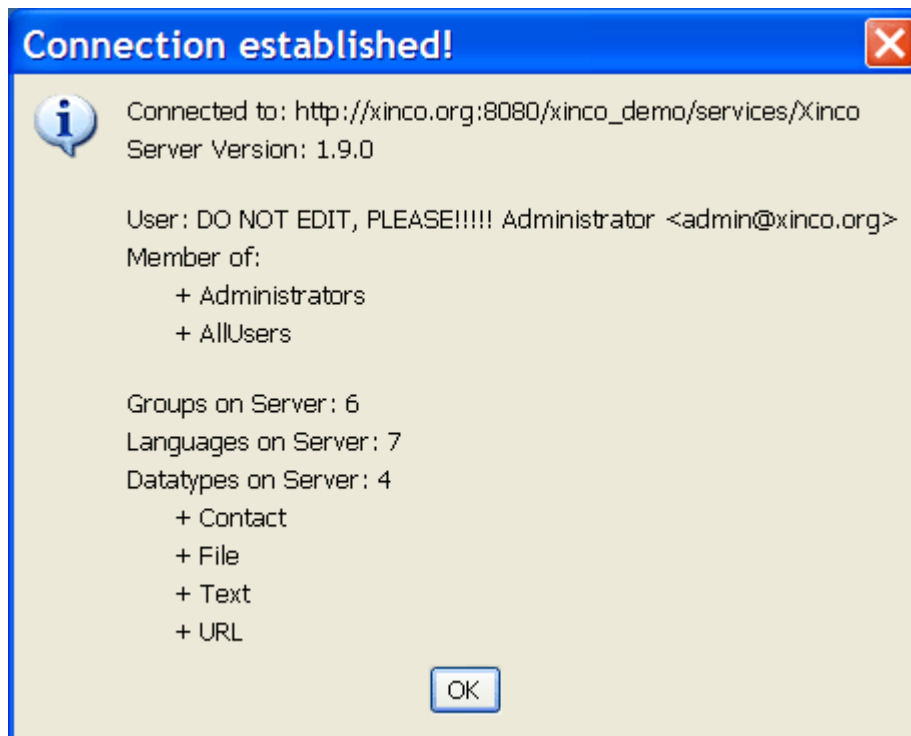 Connection established!
Connected to: http://xinco.org:8080/xinco_demo/services/Xinco
Server Version: 1.9.0
User: DO NOT EDIT, PLEASE!!!!! Administrator <admin@xinco.org>
Member of:
+ Administrators
+ AllUsers
Groups on Server: 6
Languages on Server: 7
Datatypes on Server: 4
+ Contact
+ File
+ Text
+ URL
OK